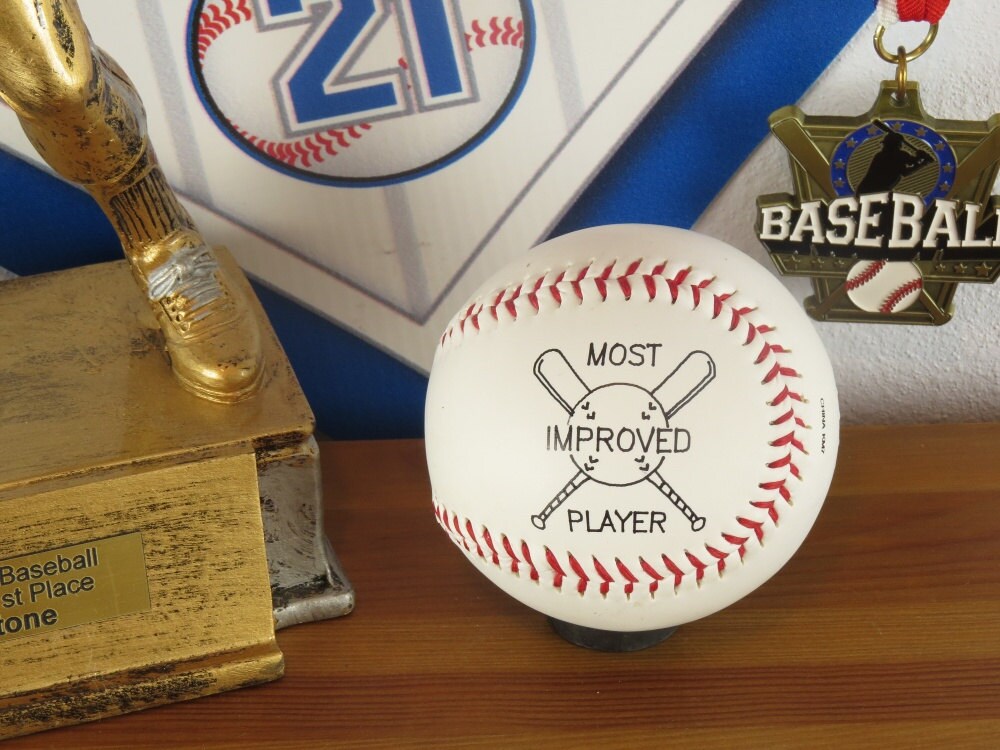 21
BASEBAL
MOST
IMPROVED
PLAYER
Baseball
st Place
tone